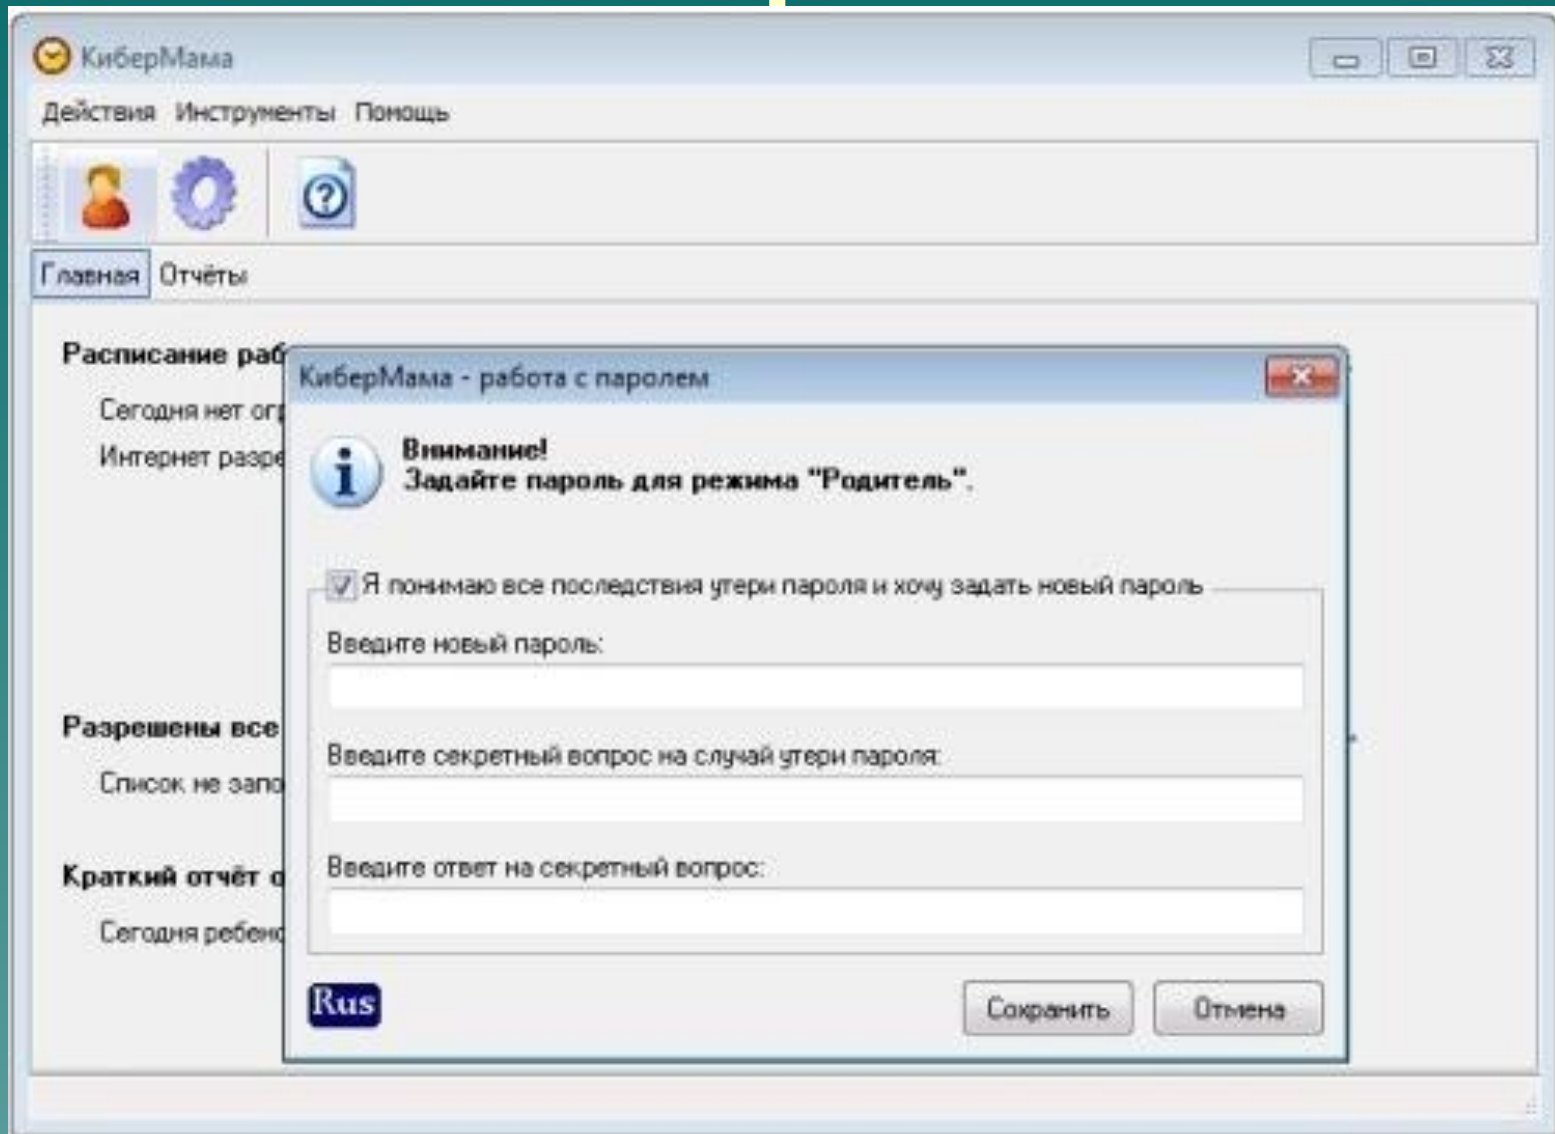 КиберМама
Действия Инструменты Помощь
Главная Отчёты
Расписание раб
Сегодня нет огр
Интернет разре
Разрешены все
Список не запо
Краткий отчёт о
Сегодня ребено
КиберМама - работа с паролем
Внимание!
Задайте пароль для режима "Родитель".
Я понимаю все последствия утери пароля и хочу задать новый пароль
Введите новый пароль:
Введите секретный вопрос на случай утери пароля:
Введите ответ на секретный вопрос:
Rus
Сохранить
Отмена